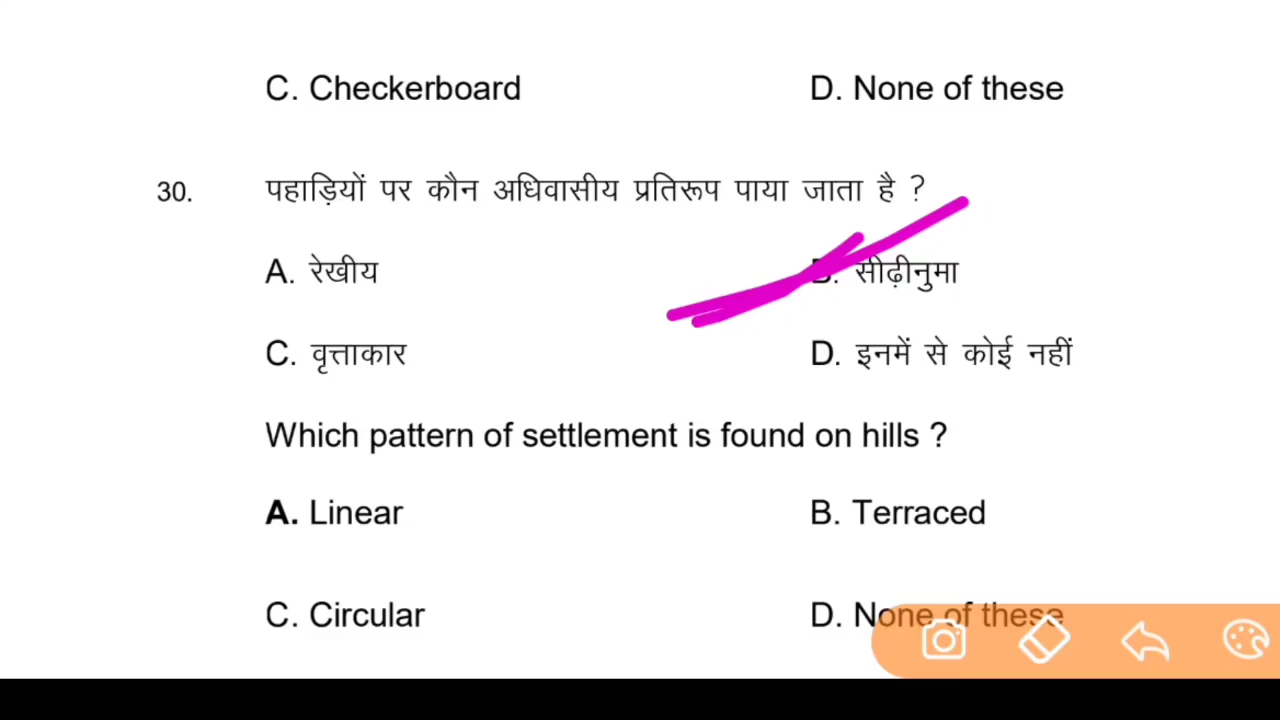 C. Checkerboard D. None of these
30. पहाड़ियों पर कौन अधिवासीय प्रतिरूप पाया जाता है ?
A. रेखीय B. सीढ़ीनुमा
C. वृत्ताकार D. इनमें से कोई नहीं
Which pattern of settlement is found on hills ?
A. Linear B. Terraced
C. Circular D. None of these